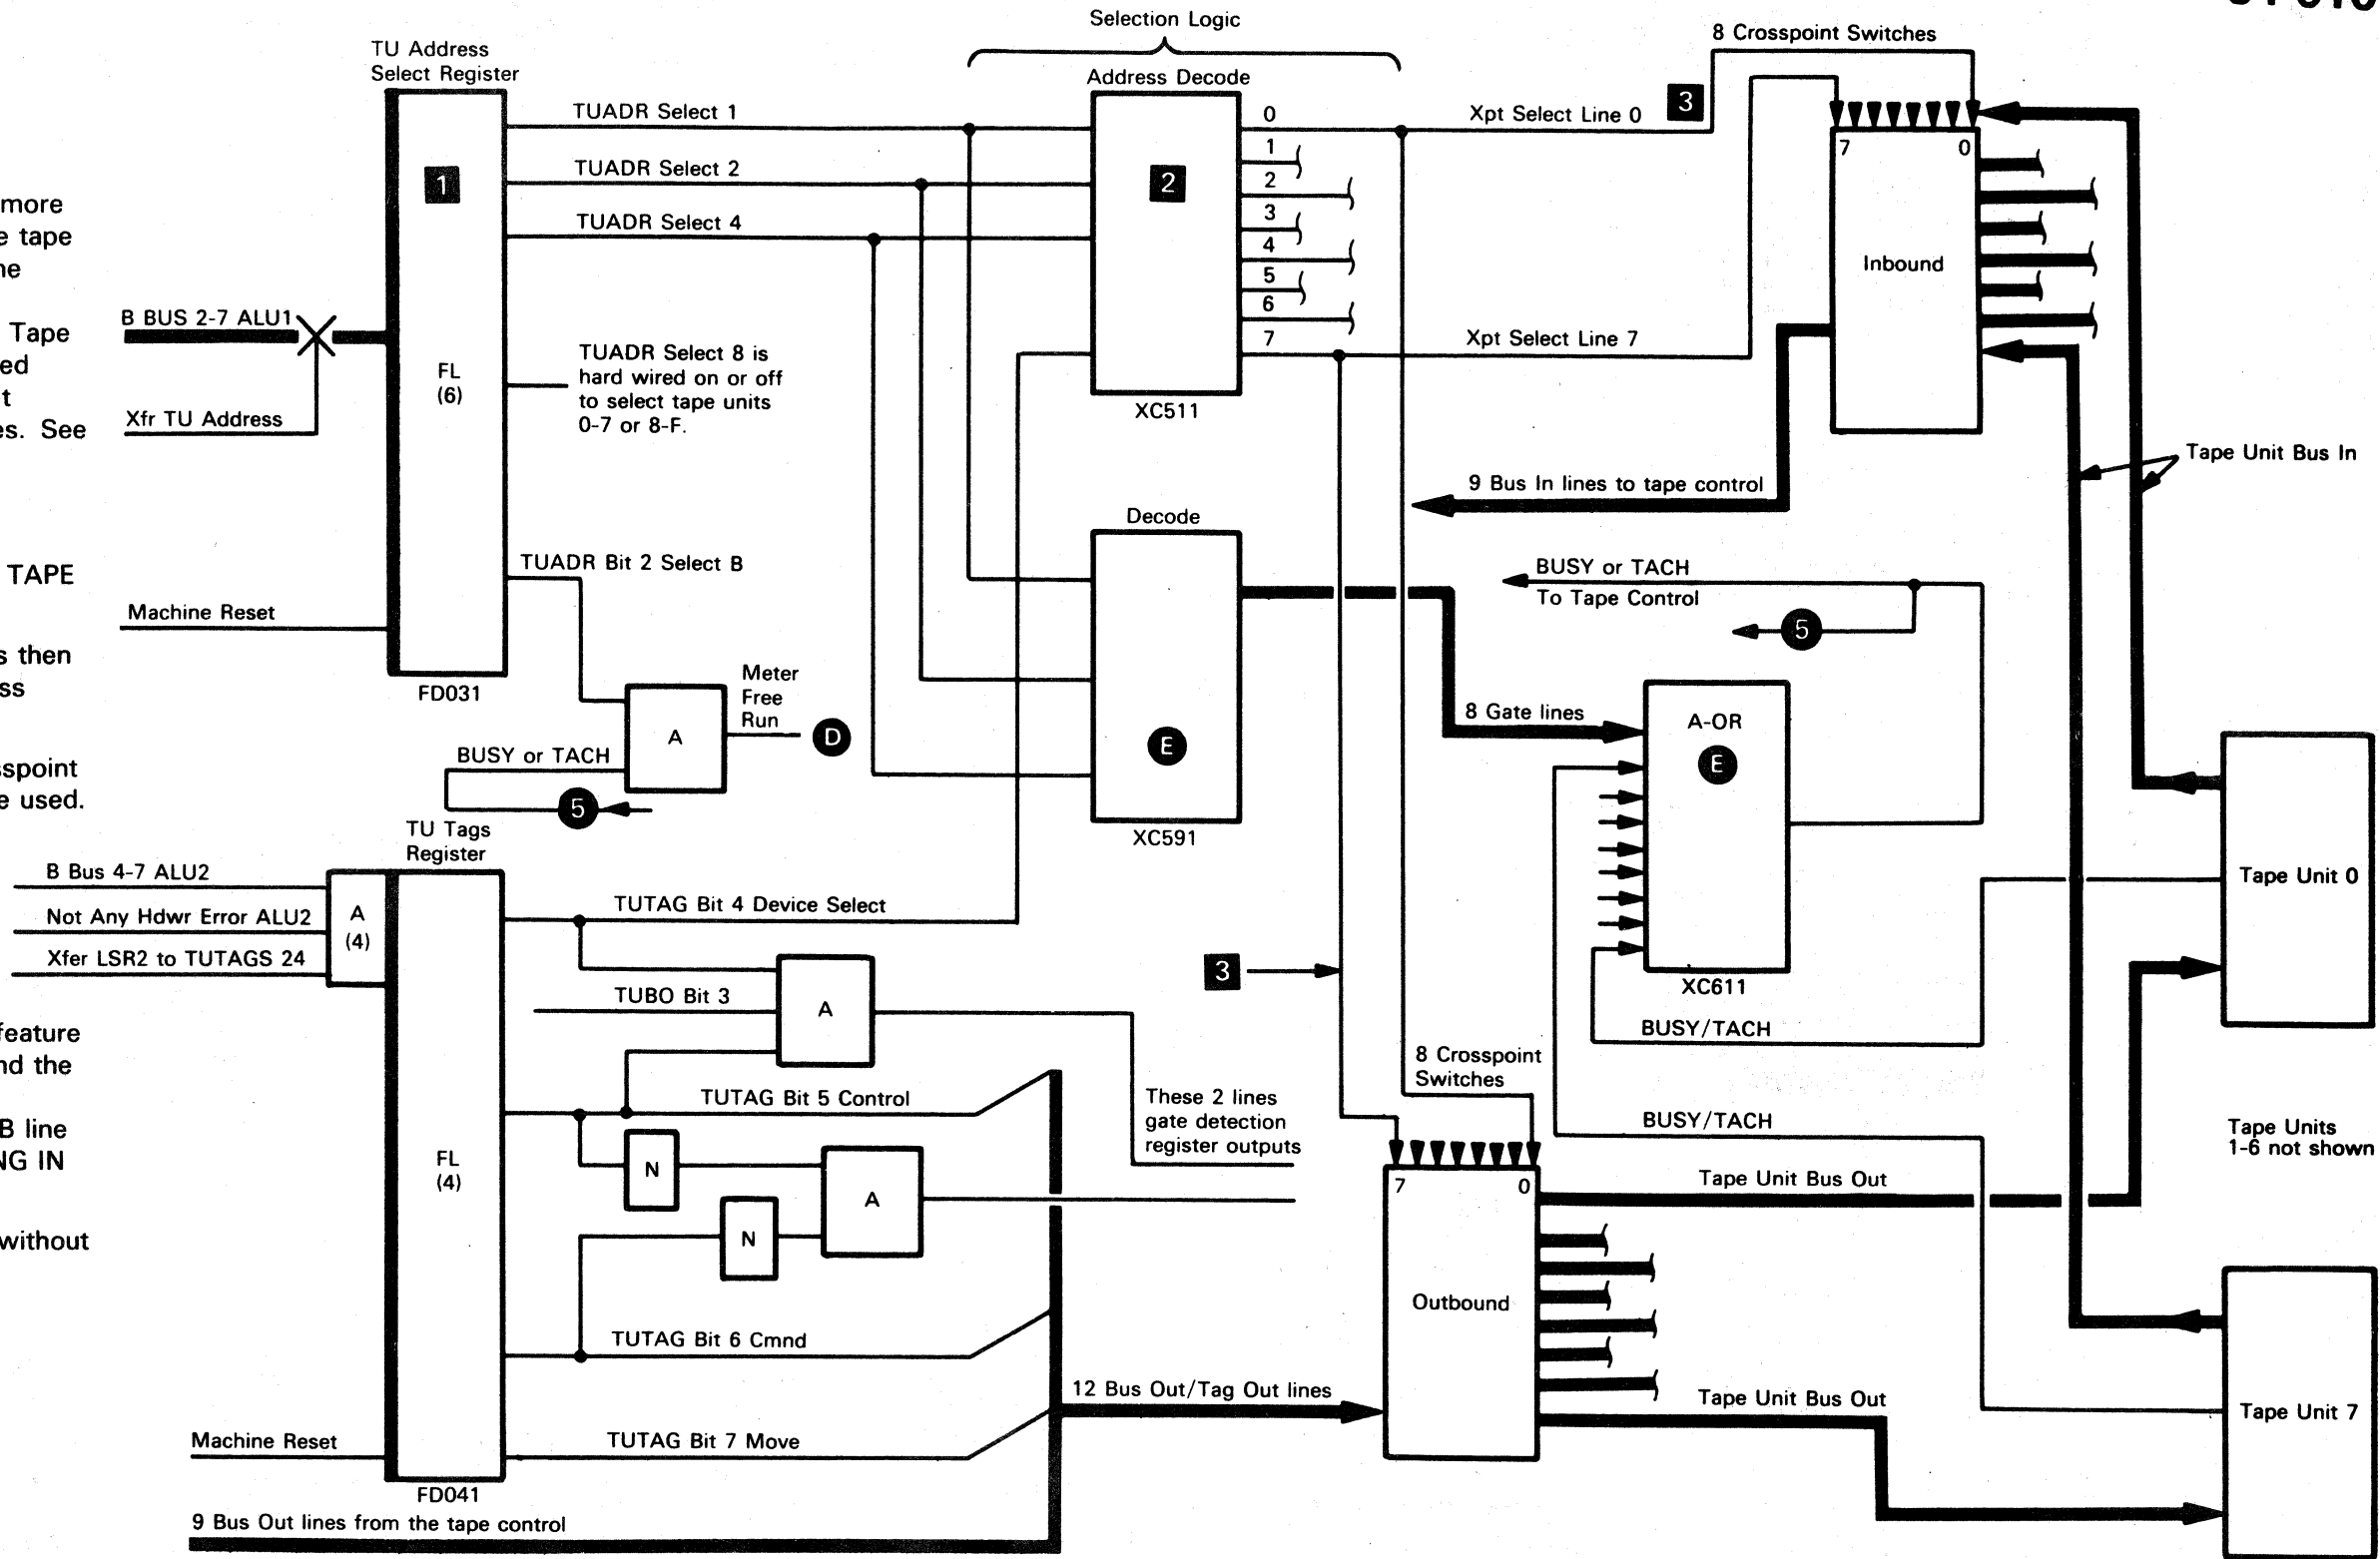 Selection Logic
8 Crosspoint Switches
TU Address
Select Register
Address Decode
TUADR Select 1
0
Xpt Select Line 0
3
1
7
0
1
TUADR Select 2
2
2
more
3
TUADR Select 4
e tape
4
Inbound
ne
5
6
B BUS 2-7 ALU1
Tape
7
Xpt Select Line 7
TUADR Select 8 is
hard wired on or off
to select tape units
0-7 or 8-F.
ed
FL
(6)
t
XC511
Xfr TU Address
es. See
Tape Unit Bus In
9 Bus In lines to tape control
Decode
TUADR Bit 2 Select B
BUSY or TACH
To Tape Control
TAPE
Machine Reset
5
s then
ss
Meter
Free
Run
FD031
8 Gate lines
A-OR
E
A
D
E
BUSY or TACH
sspoint
e used.
5
TU Tags
Register
XC591
B Bus 4-7 ALU2
Not Any Hdwr Error ALU2
Xfer LSR2 to TUTAGS 24
A
(4)
TUTAG Bit 4 Device Select
Tape Unit 0
3
TUBO Bit 3
A
XC611
feature
nd the
BUSY/TACH
8 Crosspoint
Switches
TUTAG Bit 5 Control
These 2 lines
gate detection
register outputs
BUSY/TACH
Tape Units
1-6 not shown
B line
NG IN
FL
(4)
N
A
7
0
Tape Unit Bus Out
without
N
Outbound
TUTAG Bit 6 Cmnd
12 Bus Out/Tag Out lines
Tape Unit Bus Out
Tape Unit 7
Machine Reset
TUTAG Bit 7 Move
FD041
9 Bus Out lines from the tape control